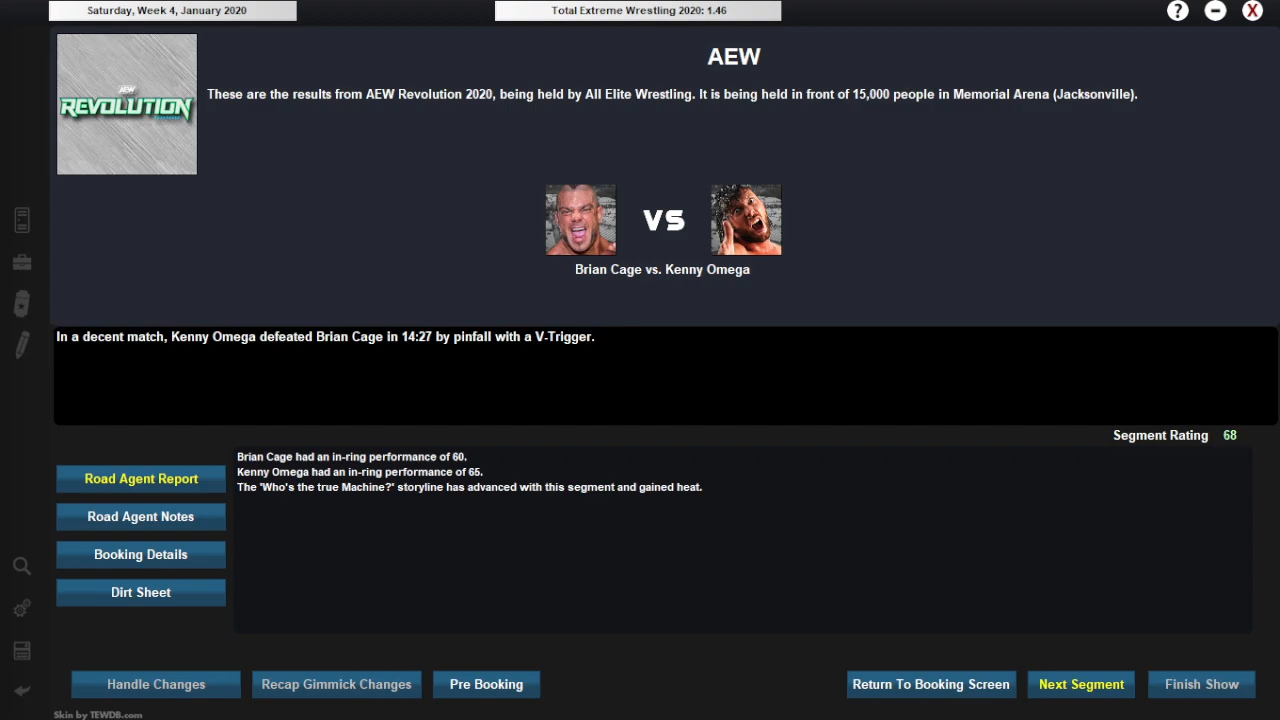 Saturday, Week 4, January 2020
Total Extreme Wrestling 2020: 1.46
?
X
AEW
AEW
REVOLUTION
These are the results from AEW Revolution 2020, being held by All Elite Wrestling. It is being held in front of 15,000 people in Memorial Arena (Jacksonville).
VS
Brian Cage vs. Kenny Omega
In a decent match, Kenny Omega defeated Brian Cage in 14:27 by pinfall with a V-Trigger.
Segment Rating 68
Brian Cage had an in-ring performance of 60.
Kenny Omega had an in-ring performance of 65.
The 'Who's the true Machine?' storyline has advanced with this segment and gained heat.
Road Agent Report
Road Agent Notes
Booking Details
Dirt Sheet
Handle Changes
Recap Gimmick Changes
Pre Booking
Return To Booking Screen
Next Segment
Finish Show
Skin by TEWDB.com